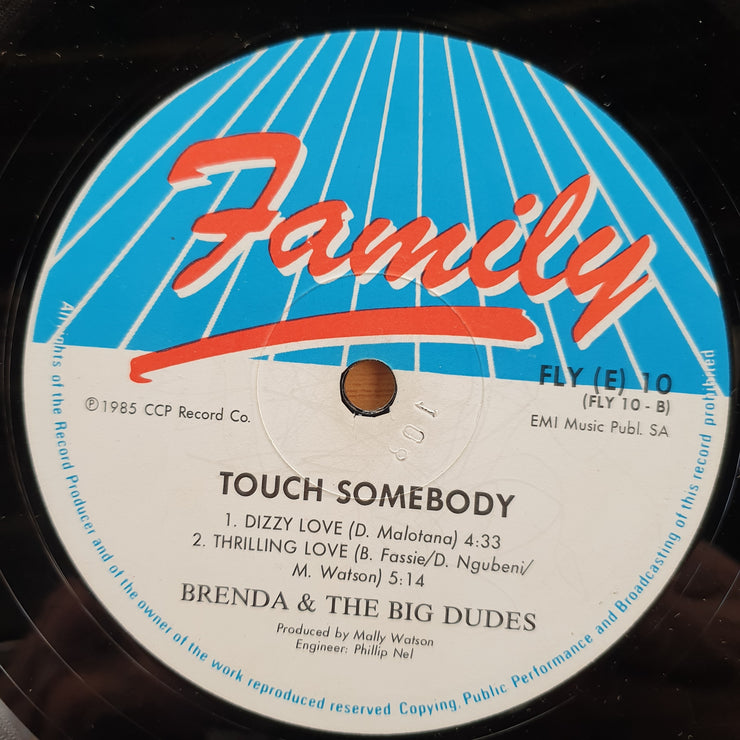 Family
FLY (E) 10
(FLY 10 - B)
℗1985 CCP Record Co.
EMI Music Publ. SA
TOUCH SOMEBODY
1. DIZZY LOVE (D. Malotana) 4:33
2. THRILLING LOVE (B. Fassie/D. Ngubeni/
M. Watson) 5:14
BRENDA & THE BIG DUDES
Produced by Mally Watson
Engineer: Phillip Nel
All rights of the Record Producer and of the owner of the work reproduced reserved Copying, Public Performance and Broadcasting of this record prohibited